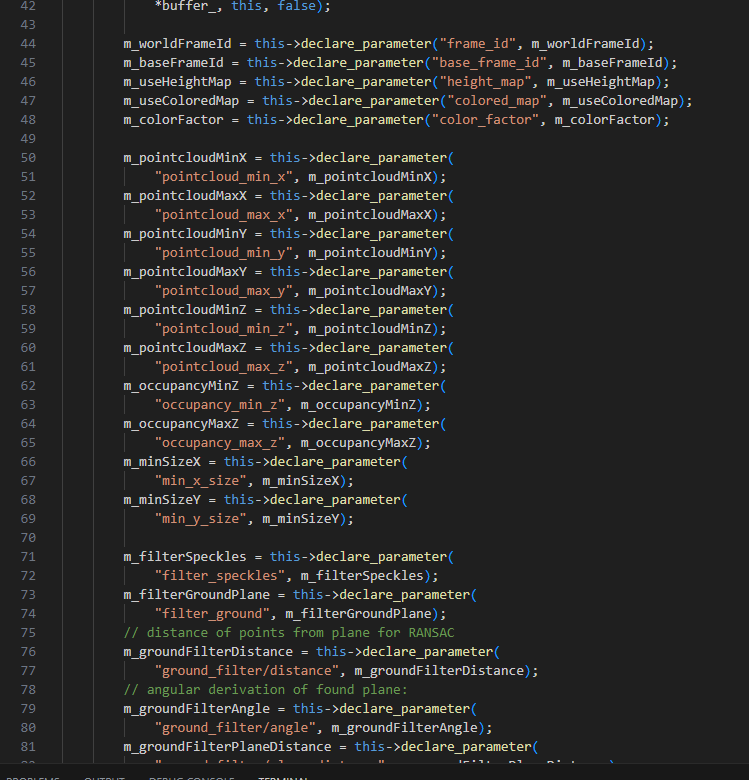 42 *buffer_, this, false);
43
44 m_worldFrameId = this->declare_parameter("frame_id", m_worldFrameId);
45 m_baseFrameId = this->declare_parameter("base_frame_id", m_baseFrameId);
46 m_useHeightMap = this->declare_parameter("height_map", m_useHeightMap);
47 m_useColoredMap = this->declare_parameter("colored_map", m_useColoredMap);
48 m_colorFactor = this->declare_parameter("color_factor", m_colorFactor);
49
50 m_pointcloudMinX = this->declare_parameter(
51 "pointcloud_min_x", m_pointcloudMinX);
52 m_pointcloudMaxX = this->declare_parameter(
53 "pointcloud_max_x", m_pointcloudMaxX);
54 m_pointcloudMinY = this->declare_parameter(
55 "pointcloud_min_y", m_pointcloudMinY);
56 m_pointcloudMaxY = this->declare_parameter(
57 "pointcloud_max_y", m_pointcloudMaxY);
58 m_pointcloudMinZ = this->declare_parameter(
59 "pointcloud_min_z", m_pointcloudMinZ);
60 m_pointcloudMaxZ = this->declare_parameter(
61 "pointcloud_max_z", m_pointcloudMaxZ);
62 m_occupancyMinZ = this->declare_parameter(
63 "occupancy_min_z", m_occupancyMinZ);
64 m_occupancyMaxZ = this->declare_parameter(
65 "occupancy_max_z", m_occupancyMaxZ);
66 m_minSizeX = this->declare_parameter(
67 "min_x_size", m_minSizeX);
68 m_minSizeY = this->declare_parameter(
69 "min_y_size", m_minSizeY);
70
71 m_filterSpeckles = this->declare_parameter(
72 "filter_speckles", m_filterSpeckles);
73 m_filterGroundPlane = this->declare_parameter(
74 "filter_ground", m_filterGroundPlane);
75 // distance of points from plane for RANSAC
76 m_groundFilterDistance = this->declare_parameter(
77 "ground_filter/distance", m_groundFilterDistance);
78 // angular derivation of found plane:
79 m_groundFilterAngle = this->declare_parameter(
80 "ground_filter/angle", m_groundFilterAngle);
81 m_groundFilterPlaneDistance = this->declare_parameter(